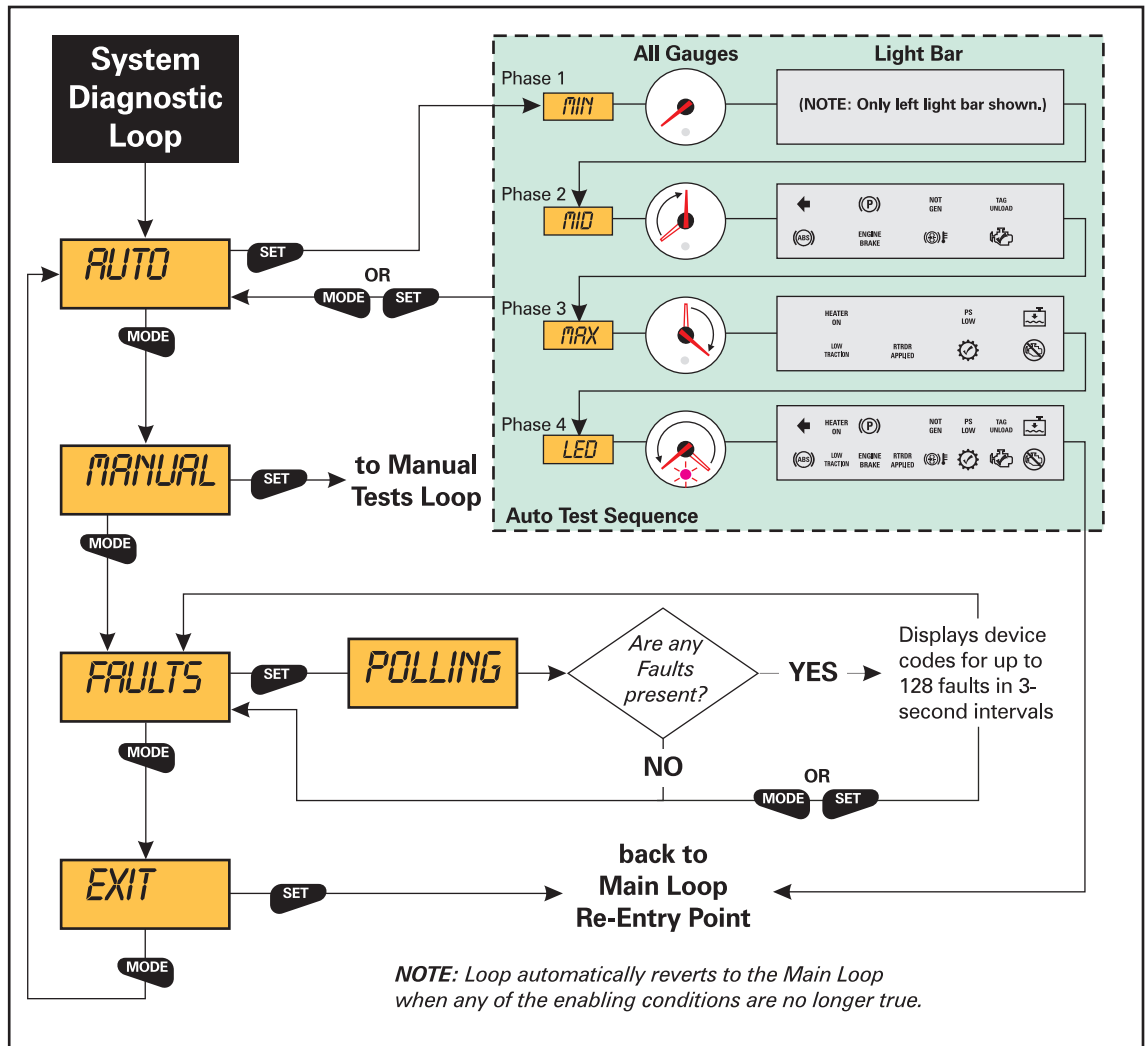 System
Diagnostic
Loop
All Gauges
Light Bar
Phase 1
MIN
(NOTE: Only left light bar shown.)
Phase 2
MID
(P)
NOT
GEN
TAG
UNLOAD
(ABS)
ENGINE
BRAKE
AUTO
SET
OR
MODE
SET
MODE
Phase 3
MAX
HEATER
ON
PS
LOW
LOW
TRACTION
RTRDR
APPLIED
Phase 4
LED
HEATER
ON
(P)
NOT
GEN
PS
LOW
TAG
UNLOAD
(ABS)
LOW
TRACTION
ENGINE
BRAKE
RTRDR
APPLIED
Auto Test Sequence
MANUAL
SET
to Manual
Tests Loop
MODE
FAULTS
SET
POLLING
Are any
Faults
present?
YES
Displays device
codes for up to
128 faults in 3-
second intervals
NO
OR
MODE
SET
MODE
EXIT
SET
back to
Main Loop
Re-Entry Point
MODE
NOTE: Loop automatically reverts to the Main Loop
when any of the enabling conditions are no longer true.